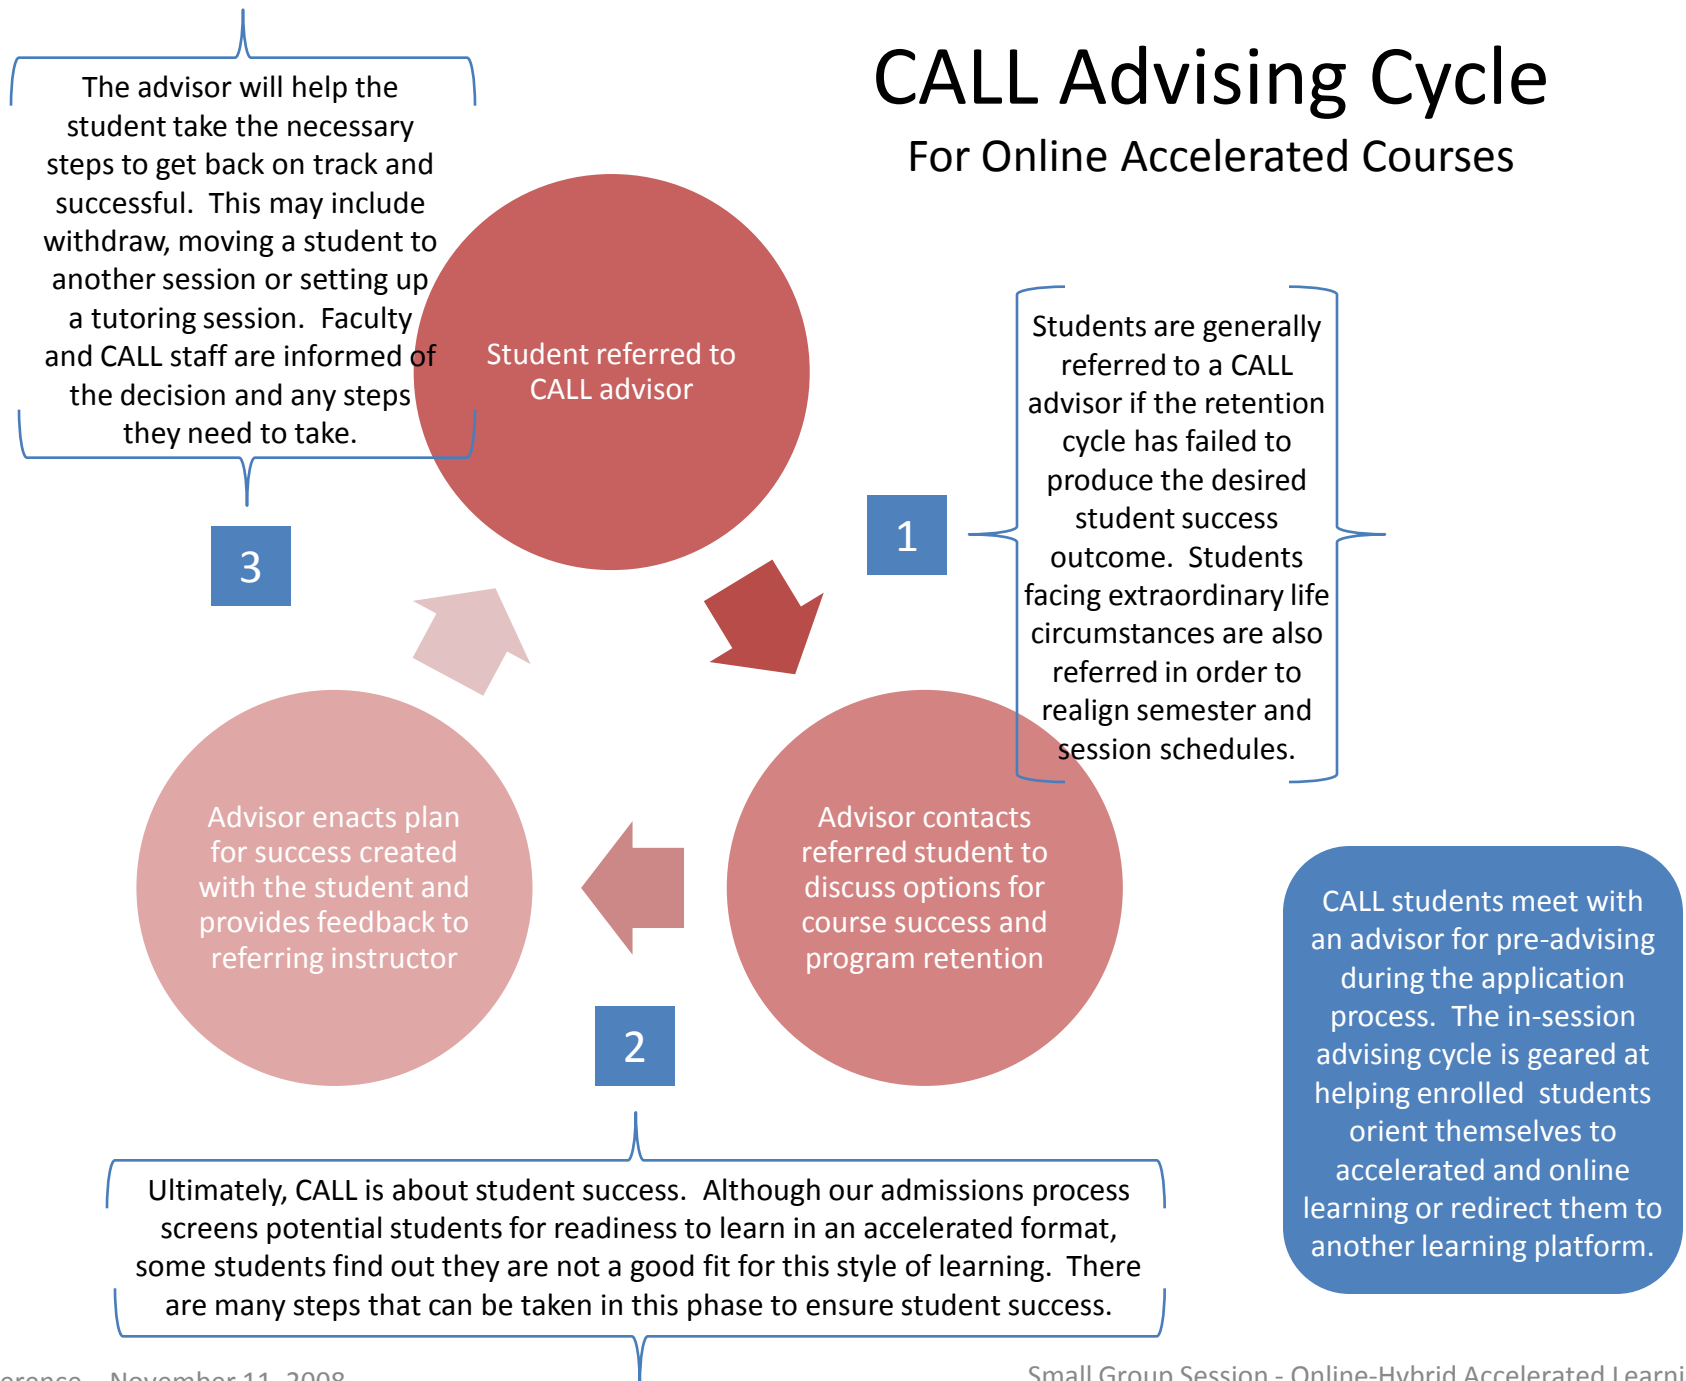 CALL Advising Cycle
For Online Accelerated Courses
The advisor will help the
student take the necessary
steps to get back on track and
successful.  This may include
withdraw, moving a student to
another session or setting up
a tutoring session.  Faculty
and CALL staff are informed of
the decision and any steps
they need to take.
Student referred to
CALL advisor
1
Students are generally
referred to a CALL
advisor if the retention
cycle has failed to
produce the desired
student success
outcome.  Students
facing extraordinary life
circumstances are also
referred in order to
realign semester and
session schedules.
3
Advisor enacts plan
for success created
with the student and
provides feedback to
referring instructor
Advisor contacts
referred student to
discuss options for
course success and
program retention
2
CALL students meet with
an advisor for pre-advising
during the application
process.  The in-session
advising cycle is geared at
helping enrolled  students
orient themselves to
accelerated and online
learning or redirect them to
another learning platform.
Ultimately, CALL is about student success.  Although our admissions process
screens potential students for readiness to learn in an accelerated format,
some students find out they are not a good fit for this style of learning.  There
are many steps that can be taken in this phase to ensure student success.
November 11, 2008
Small Group Session - Online-Hybrid Accelerated